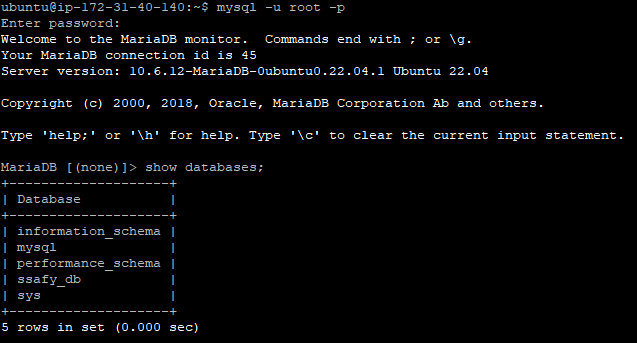 ubuntu@ip-172-31-40-140:~$ mysql -u root -p
Enter password:
Welcome to the MariaDB monitor.  Commands end with ; or \g.
Your MariaDB connection id is 45
Server version: 10.6.12-MariaDB-0ubuntu0.22.04.1 Ubuntu 22.04

Copyright (c) 2000, 2018, Oracle, MariaDB Corporation Ab and others.

Type 'help;' or '\h' for help. Type '\c' to clear the current input statement.

MariaDB [(none)]> show databases;
+--------------------+
| Database           |
+--------------------+
| information_schema |
| mysql              |
| performance_schema |
| ssafy_db           |
| sys                |
+--------------------+
5 rows in set (0.000 sec)